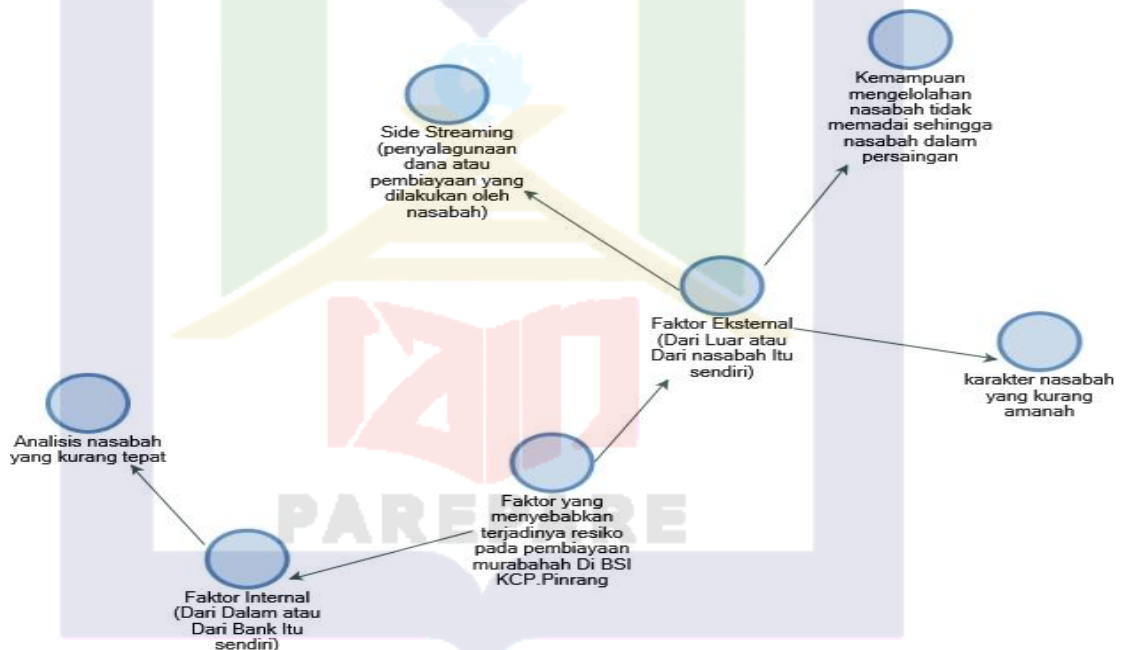 Kemampuan
mengelolahan
nasabah tidak
memadai sehingga
nasabah dalam
persaingan
Side Streaming
(penyalagunaan
dana atau
pembiayaan yang
dilakukan oleh
nasabah)
Faktor Eksternal
(Dari Luar atau
Dari nasabah Itu
sendiri)
karakter nasabah
yang kurang
amanah
Analisis nasabah
yang kurang tepat
Faktor yang
menyebabkan
terjadinya resiko
pada pembiayaan
murabahah Di BSI
KCP.Pinrang
PAREPARE
Faktor Internal
(Dari Dalam atau
Dari Bank Itu
sendiri)